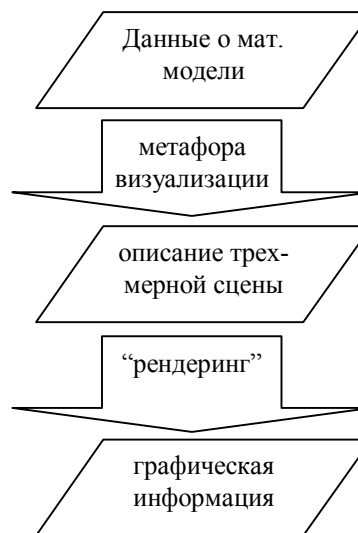 Данные о мат.
модели
метафора
визуализации
описание трех-
мерной сцены
“рендеринг”
графическая
информация